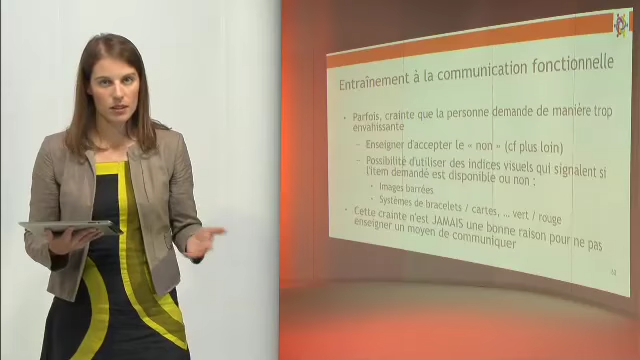 Entraînement à la communication fonctionnelle
• Parfois, crainte que la personne demande de manière trop
envahissante
– Enseigner d'accepter le « non » (cf plus loin)
– Possibilité d'utiliser des indices visuels qui signalent si
l'item demandé est disponible ou non :
• Images barrées
• Systèmes de bracelets / cartes, ... vert / rouge
• Cette crainte n'est JAMAIS une bonne raison pour ne pas
enseigner un moyen de communiquer